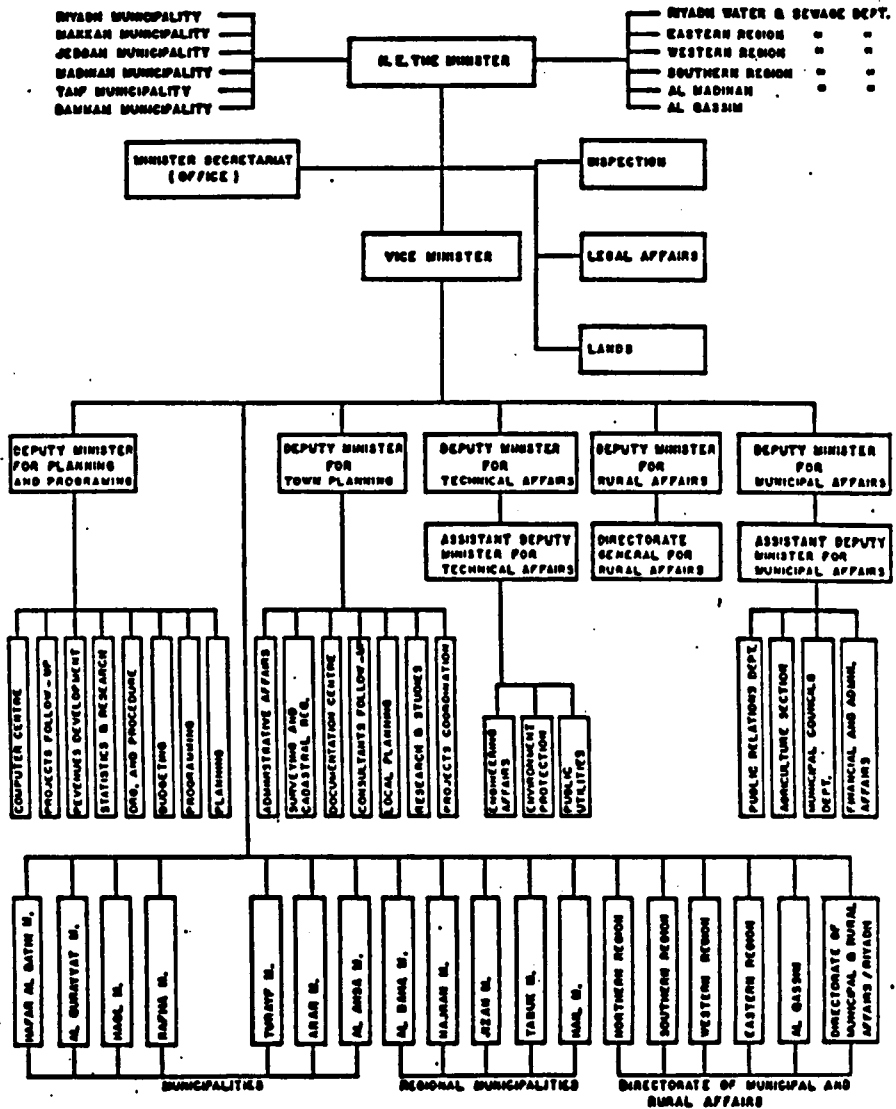 RIYADH MUNICIPALITY
MAKKAH MUNICIPALITY
JEDDAH MUNICIPALITY
MADINAH MUNICIPALITY
TAIF MUNICIPALITY
DAMMAM MUNICIPALITY
H.E. THE MINISTER
RIYADH WATER & SEWAGE DEPT.
EASTERN REGION " "
WESTERN REGION " "
SOUTHERN REGION " "
AL MADINAH " "
AL GASSIM
MINISTER SECRETARIAT
(OFFICE)
INSPECTION
VICE MINISTER
LEGAL AFFAIRS
LANDS
DEPUTY MINISTER
FOR PLANNING
AND PROGRAMING
DEPUTY MINISTER
FOR
TOWN PLANNING
DEPUTY MINISTER
FOR
TECHNICAL AFFAIRS
DEPUTY MINISTER
FOR
RURAL AFFAIRS
DEPUTY MINISTER
FOR
MUNICIPAL AFFAIRS
ASSISTANT DEPUTY
MINISTER FOR
TECHNICAL AFFAIRS
DIRECTORATE
GENERAL FOR
RURAL AFFAIRS
ASSISTANT DEPUTY
MINISTER FOR
MUNICIPAL AFFAIRS
COMPUTER CENTRE
PROJECTS FOLLOW-UP
REVENUES DEVELOPMENT
STATISTICS & RESEARCH
ORG. AND PROCEDURE
BUDGETING
PROGRAMMING
PLANNING
ADMINISTRATIVE AFFAIRS
SURVEYING AND
CADASTRAL REG.
DOCUMENTATION CENTRE
CONSULTANTS FOLLOW-UP
LOCAL PLANNING
RESEARCH & STUDIES
PROJECTS COORDINATION
ENGINEERING
AFFAIRS
ENVIRONMENT
PROTECTION
PUBLIC
UTILITIES
PUBLIC RELATIONS DEPT.
AGRICULTURE SECTION
MUNICIPAL COUNCILS
DEPT.
FINANCIAL AND ADMIN.
AFFAIRS
HAFAR AL BATIN M.
AL QURAYYAT M.
HAQL M.
RAFHA M.
TURAYF M.
ARAR M.
AL AHSA M.
AL BAHA M.
NAJRAN M.
JIZAN M.
TABUK M.
HAIL M.
NORTHERN REGION
SOUTHERN REGION
WESTERN REGION
EASTERN REGION
AL GASSIM
DIRECTORATE OF
MUNICIPAL & RURAL
AFFAIRS / RIYADH
MUNICIPALITIES
REGIONAL MUNICIPALITIES
DIRECTORATE OF MUNICIPAL AND
RURAL AFFAIRS